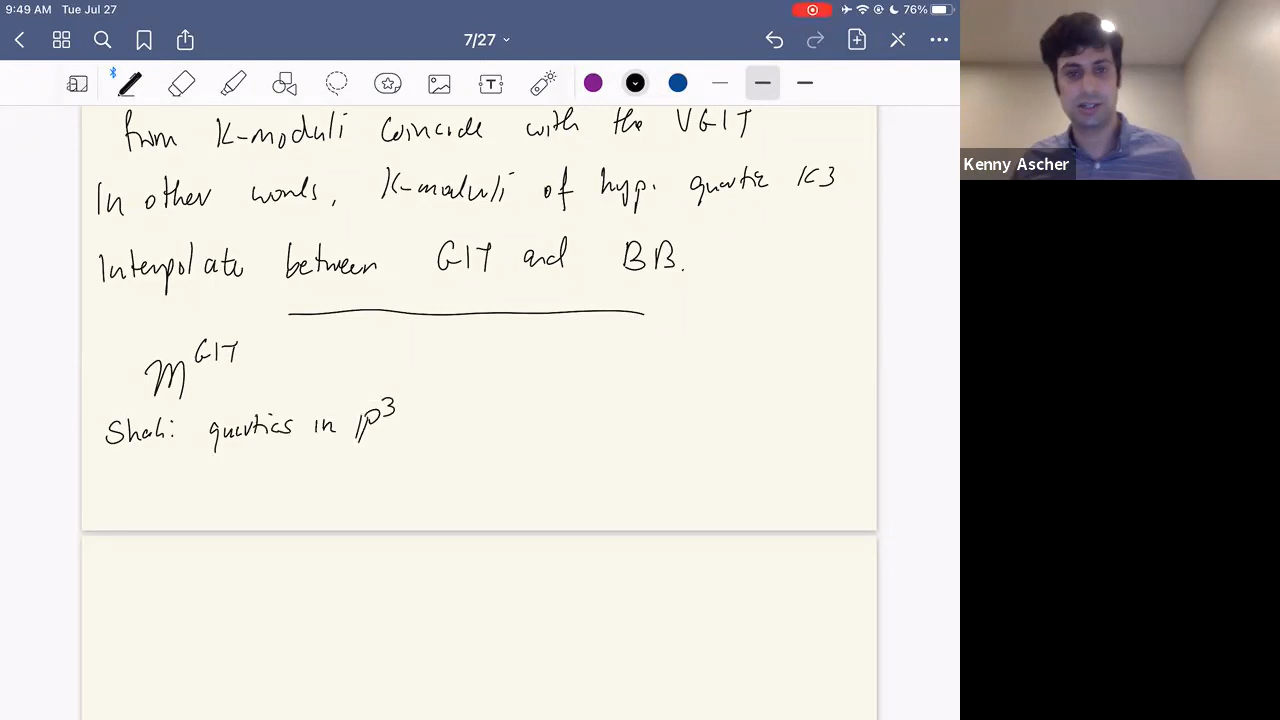 9:49 AM Tue Jul 27
76%
7/27
from K-moduli coincide with the VGIT
In other words, K-moduli of hyp. quartic K3
Interpolate between GIT and BB.
Kenny Ascher
M^GIT
Shah: quartics in P^3